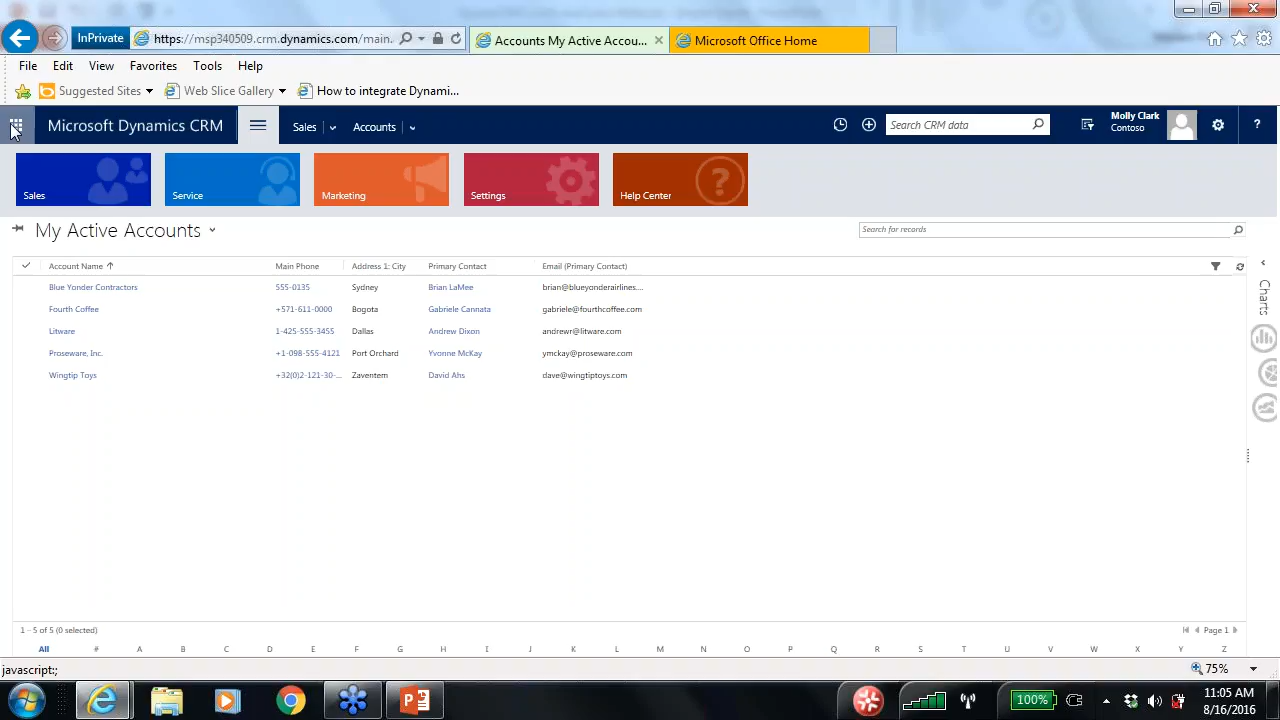 InPrivate https://msp340509.crm.dynamics.com/main. Accounts My Active Accou... Microsoft Office Home
File Edit View Favorites Tools Help
Suggested Sites Web Slice Gallery How to integrate Dynami...
Microsoft Dynamics CRM Sales Accounts Search CRM data Molly Clark
Contoso ?
Sales Service Marketing Settings Help Center ?
My Active Accounts Search for records
Account Name Main Phone Address 1: City Primary Contact Email (Primary Contact)
Blue Yonder Contractors 555-0135 Sydney Brian LaMee brian@blueyonderairlines....
Fourth Coffee +571-611-0000 Bogota Gabriele Cannata gabriele@fourthcoffee.com
Litware 1-425-555-3455 Dallas Andrew Dixon andrewr@litware.com
Proseware, Inc. +1-098-555-4121 Port Orchard Yvonne McKay ymckay@proseware.com
Wingtip Toys +32(0)2-121-30-... Zaventem David Ahs dave@wingtiptoys.com
Charts
1 - 5 of 5 (0 selected) Page 1
All # A B C D E F G H I J K L M N O P Q R S T U V W X Y Z
javascript:; 75%
100% 11:05 AM
8/16/2016